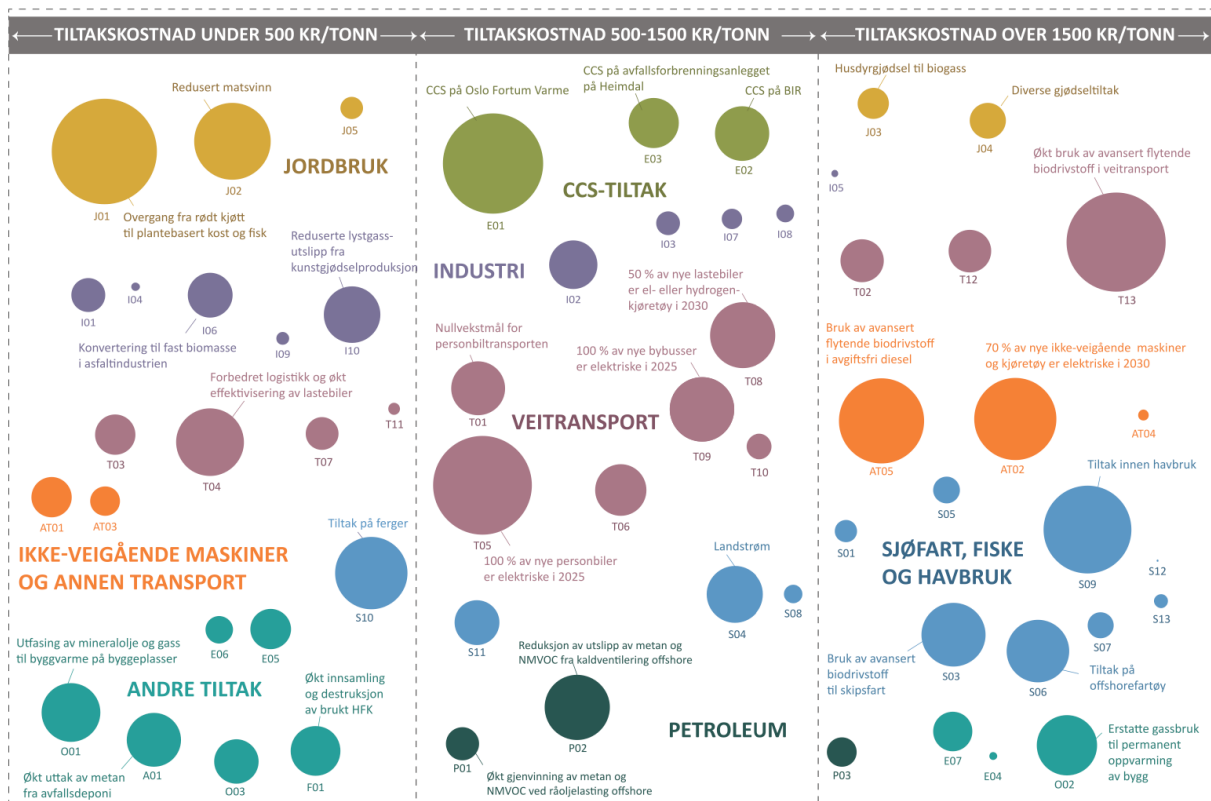 TILTAKSKOSTNAD UNDER 500 KR/TONN
TILTAKSKOSTNAD 500-1500 KR/TONN
TILTAKSKOSTNAD OVER 1500 KR/TONN
Redusert matsvinn
J05
J02
JORDBRUK
J01
Overgang fra rødt kjøtt
til plantebasert kost og fisk
Reduserte lystgass-
utslipp fra
kunstgjødselproduksjon
I04
I01
I06
I09
I10
Konvertering til fast biomasse
i asfaltindustrien
Forbedret logistikk og økt
effektivisering av lastebiler
T11
T03
T07
T04
AT01
AT03
IKKE-VEIGÅENDE MASKINER
OG ANNEN TRANSPORT
Tiltak på ferger
S10
E06
E05
Utfasing av mineralolje og gass
til byggvarme på byggeplasser
ANDRE TILTAK
Økt innsamling
og destruksjon
av brukt HFK
O01
A01
O03
F01
Økt uttak av metan
fra avfallsdeponi
CCS på Oslo Fortum Varme
CCS på avfallsforbrenningsanlegget
på Heimdal
CCS på BIR
E03
E02
CCS-TILTAK
E01
I03
I07
I08
INDUSTRI
I02
50 % av nye lastebiler
er el- eller hydrogen-
kjøretøy i 2030
Nullvekstmål for
personbiltransporten
100 % av nye bybusser
er elektriske i 2025
T08
T01
VEITRANSPORT
T09
T10
T06
T05
100 % av nye personbiler
er elektriske i 2025
Landstrøm
S08
S04
S11
Reduksjon av utslipp av metan og
NMVOC fra kaldventilering offshore
PETROLEUM
P02
P01
Økt gjenvinning av metan og
NMVOC ved råoljelasting offshore
Husdyrgjødsel til biogass
Diverse gjødseltiltak
J03
J04
Økt bruk av avansert flytende
biodrivstoff i veitransport
I05
T02
T12
T13
Bruk av avansert
flytende biodrivstoff
i avgiftsfri diesel
70 % av nye ikke-veigående maskiner
og kjøretøy er elektriske i 2030
AT04
AT05
AT02
Tiltak innen havbruk
S05
S01
SJØFART, FISKE
OG HAVBRUK
S12
S09
S13
S07
Bruk av avansert
biodrivstoff
til skipsfart
S03
S06
Tiltak på
offshorefartøy
Erstatte gassbruk
til permanent
oppvarming
av bygg
P03
E07
E04
O02